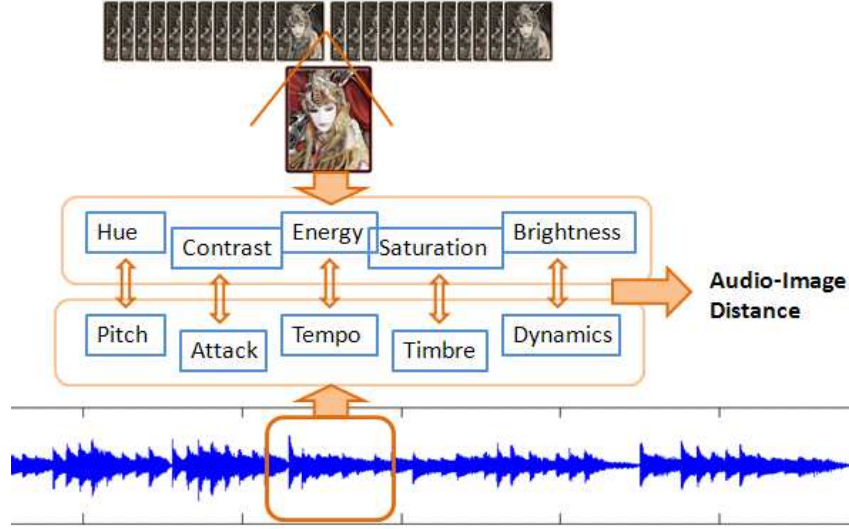 Hue
Contrast
Energy
Saturation
Brightness
Audio-Image
Distance
Pitch
Attack
Tempo
Timbre
Dynamics